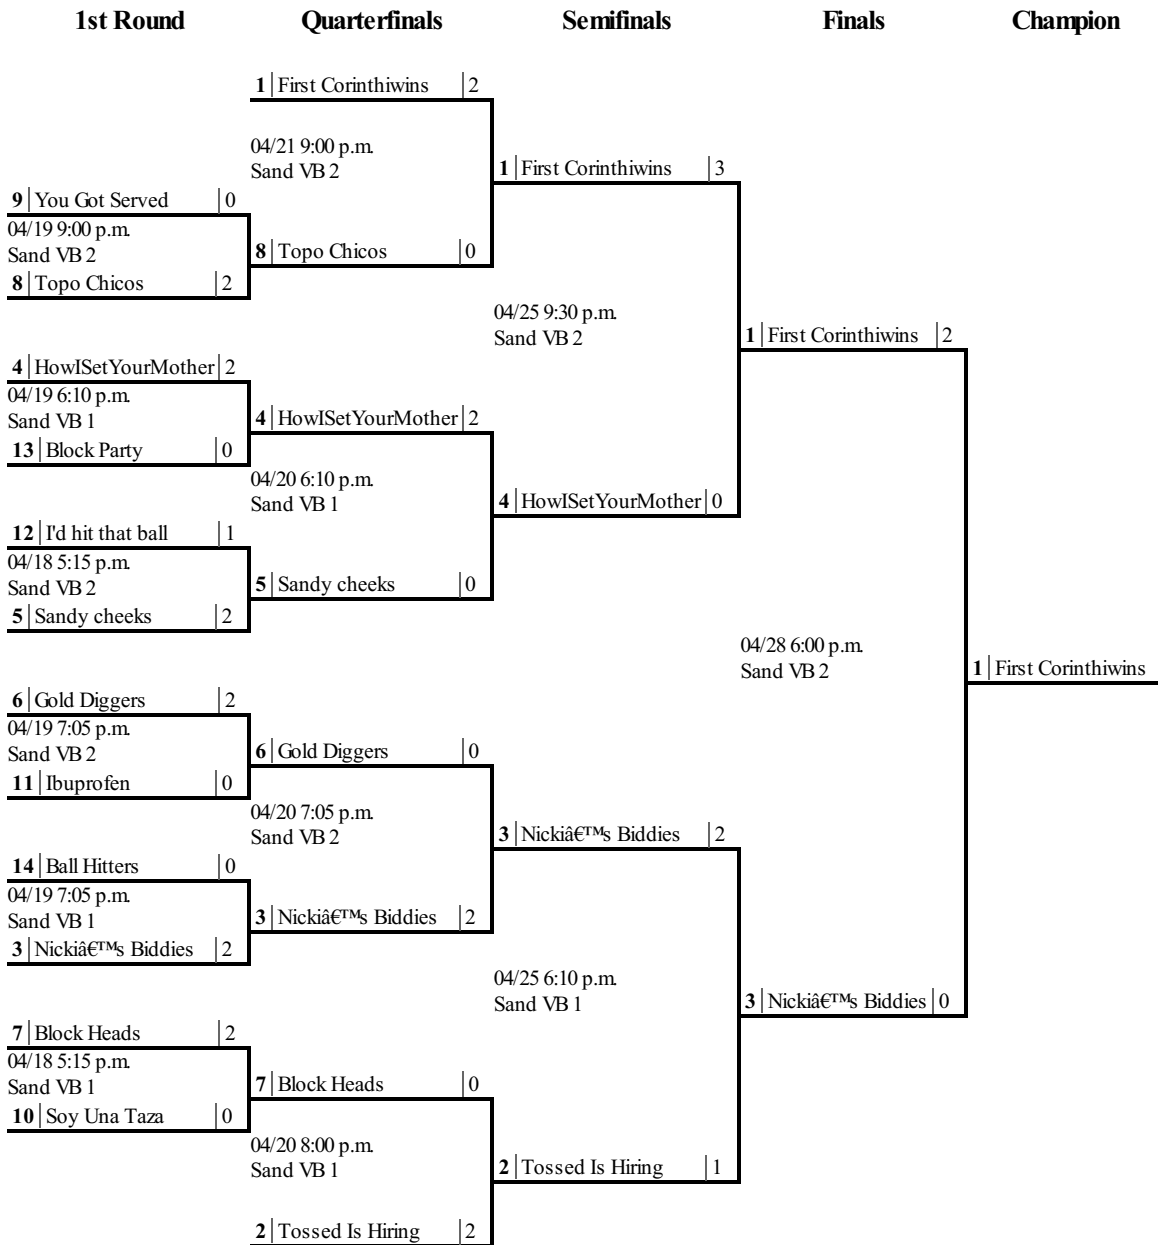 1st Round Quarterfinals Semifinals Finals Champion
1 First Corinthiwins 2
04/21 9:00 p.m.
Sand VB 2
1 First Corinthiwins 3
9 You Got Served 0
04/19 9:00 p.m.
Sand VB 2
8 Topo Chicos 0
8 Topo Chicos 2
04/25 9:30 p.m.
Sand VB 2
1 First Corinthiwins 2
4 HowISetYourMother 2
04/19 6:10 p.m.
Sand VB 1
4 HowISetYourMother 2
13 Block Party 0
04/20 6:10 p.m.
Sand VB 1
4 HowISetYourMother 0
12 I'd hit that ball 1
04/18 5:15 p.m.
Sand VB 2
5 Sandy cheeks 0
5 Sandy cheeks 2
04/28 6:00 p.m.
Sand VB 2
1 First Corinthiwins
6 Gold Diggers 2
04/19 7:05 p.m.
Sand VB 2
6 Gold Diggers 0
11 Ibuprofen 0
04/20 7:05 p.m.
Sand VB 2
3 Nickiâ€™s Biddies 2
14 Ball Hitters 0
04/19 7:05 p.m.
Sand VB 1
3 Nickiâ€™s Biddies 2
3 Nickiâ€™s Biddies 2
04/25 6:10 p.m.
Sand VB 1
3 Nickiâ€™s Biddies 0
7 Block Heads 2
04/18 5:15 p.m.
Sand VB 1
7 Block Heads 0
10 Soy Una Taza 0
04/20 8:00 p.m.
Sand VB 1
2 Tossed Is Hiring 1
2 Tossed Is Hiring 2